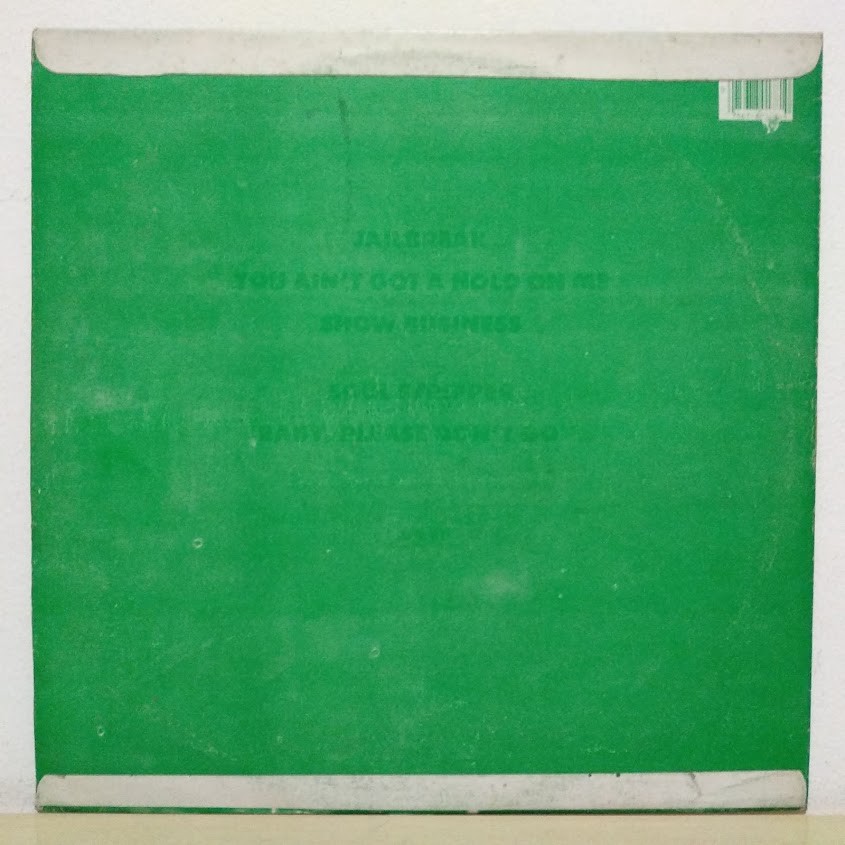 JAILBREAK
YOU AIN'T GOT A HOLD ON ME
SHOW BUSINESS
SOUL STRIPPER
BABY, PLEASE DON'T GO